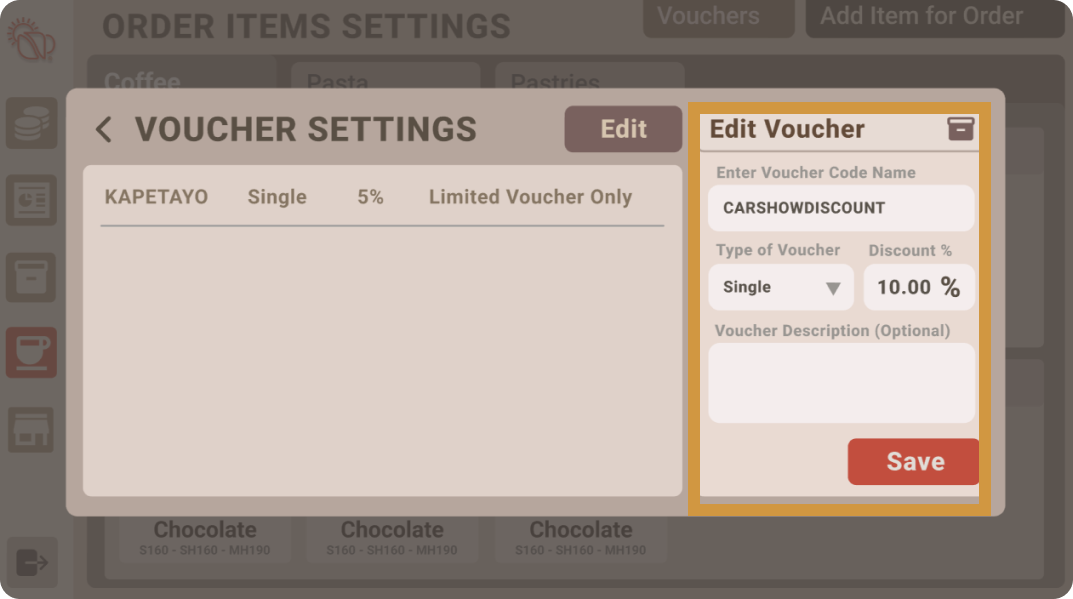 ORDER ITEMS SETTINGS
Vouchers
Add Item for Order
Coffee
Pasta
Pastries
VOUCHER SETTINGS
Edit
KAPETAYO Single 5% Limited Voucher Only
Edit Voucher
Enter Voucher Code Name
CARSHOWDISCOUNT
Type of Voucher Discount %
Single 10.00 %
Voucher Description (Optional)
Save
Chocolate Chocolate Chocolate
S160 - SH160 - MH190 S160 - SH160 - MH190 S160 - SH160 - MH190